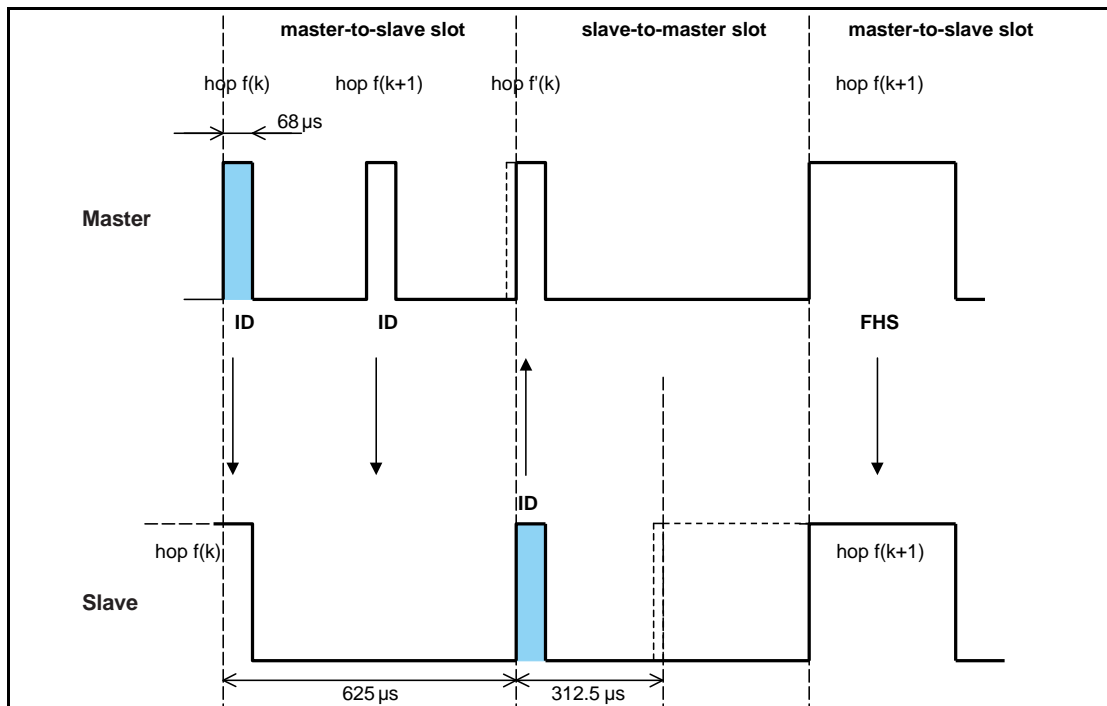 master-to-slave slot slave-to-master slot master-to-slave slot
hop f(k) hop f(k+1) hop f'(k) hop f(k+1)
68 µs
Master
ID ID FHS
ID
hop f(k) hop f(k+1)
Slave
625 µs 312.5 µs